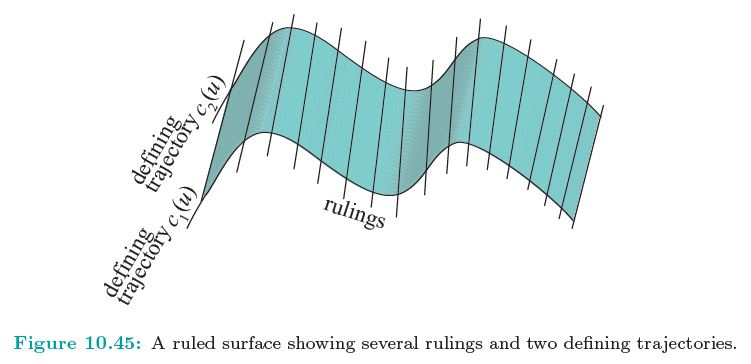 defining
trajectory c₂(u)
defining
trajectory c₁(u)
rulings
Figure 10.45: A ruled surface showing several rulings and two defining trajectories.